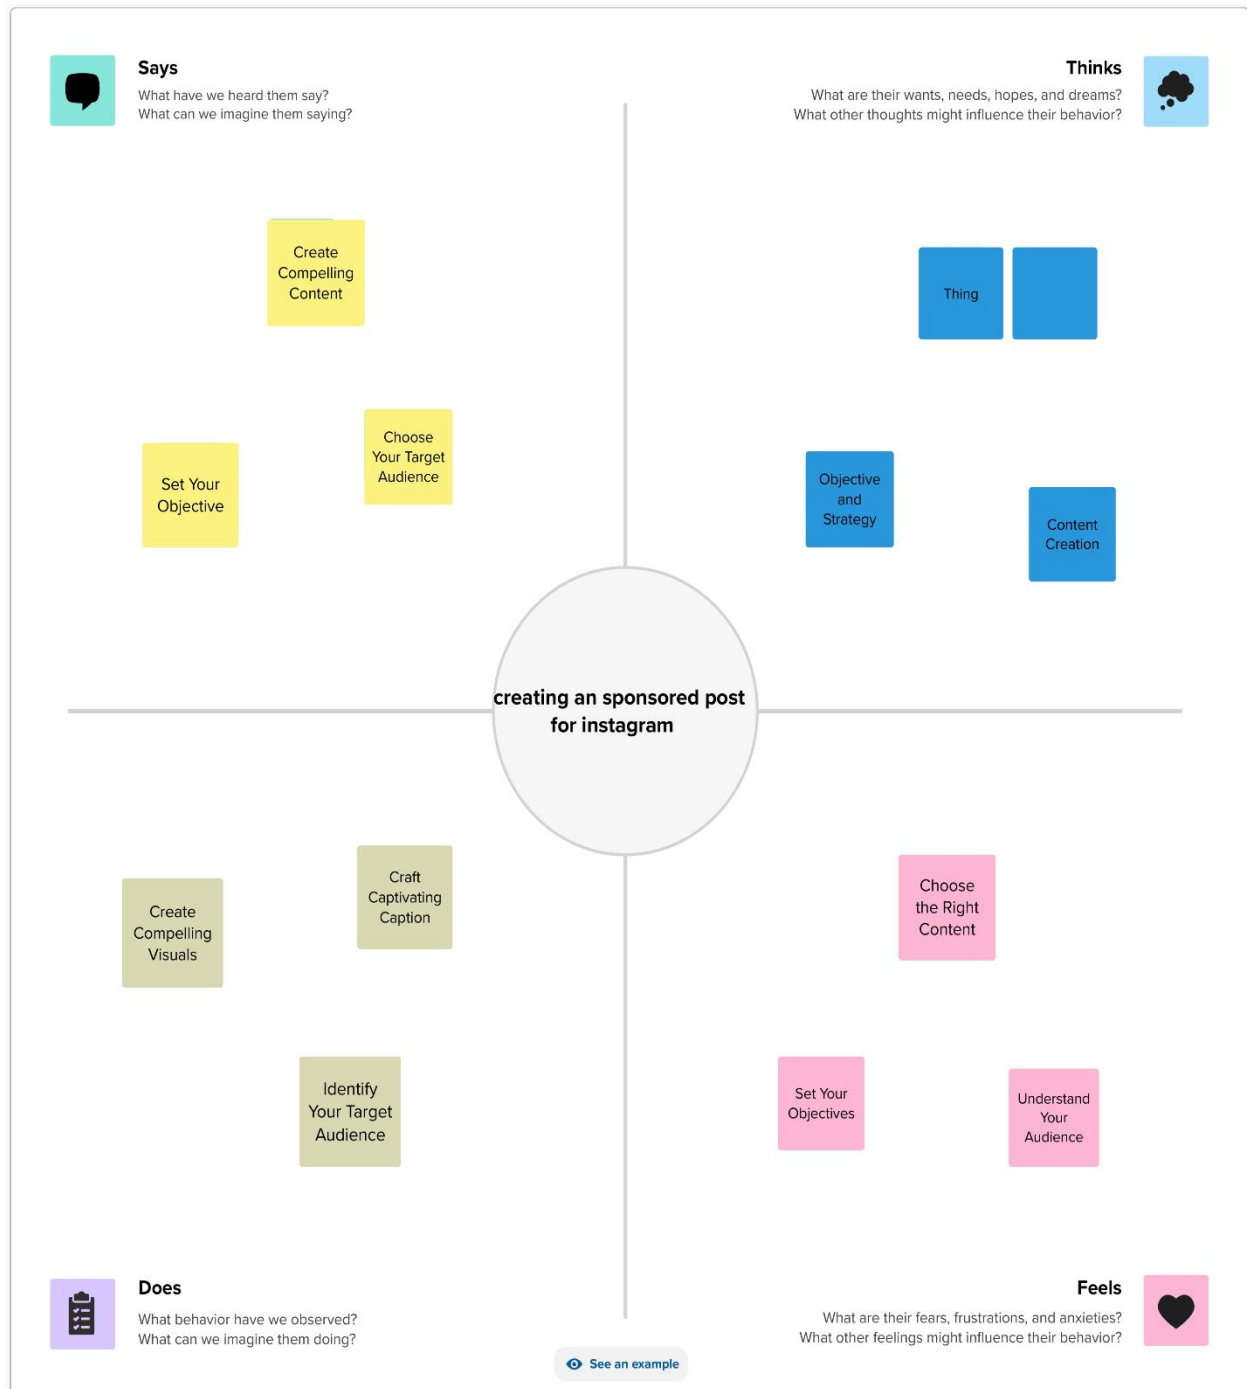 Says
What have we heard them say?
What can we imagine them saying?
Thinks
What are their wants, needs, hopes, and dreams?
What other thoughts might influence their behavior?
Create
Compelling
Content
Choose
Your Target
Audience
Set Your
Objective
Thing
Objective
and
Strategy
Content
Creation
creating an sponsored post
for instagram
Create
Compelling
Visuals
Craft
Captivating
Caption
Identify
Your Target
Audience
Choose
the Right
Content
Set Your
Objectives
Understand
Your
Audience
Does
What behavior have we observed?
What can we imagine them doing?
Feels
What are their fears, frustrations, and anxieties?
What other feelings might influence their behavior?
See an example